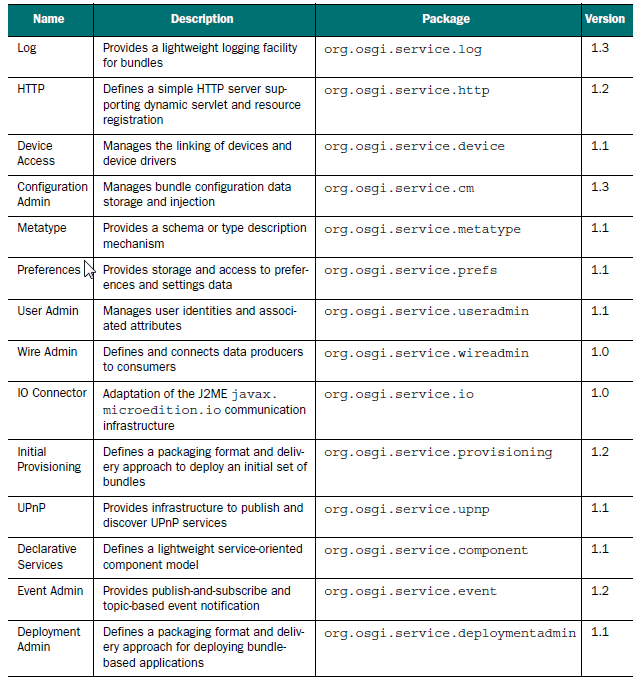 Name Description Package Version
Log Provides a lightweight logging facility org.osgi.service.log 1.3
for bundles
HTTP Defines a simple HTTP server sup- org.osgi.service.http 1.2
porting dynamic servlet and resource
registration
Device Manages the linking of devices and org.osgi.service.device 1.1
Access device drivers
Configuration Manages bundle configuration data org.osgi.service.cm 1.3
Admin storage and injection
Metatype Provides a schema or type description org.osgi.service.metatype 1.1
mechanism
Preferences Provides storage and access to prefer- org.osgi.service.prefs 1.1
ences and settings data
User Admin Manages user identities and associ- org.osgi.service.useradmin 1.1
ated attributes
Wire Admin Defines and connects data producers org.osgi.service.wireadmin 1.0
to consumers
IO Connector Adaptation of the J2ME javax. org.osgi.service.io 1.0
microedition.io communication
infrastructure
Initial Defines a packaging format and deliv- org.osgi.service.provisioning 1.2
Provisioning ery approach to deploy an initial set of
bundles
UPnP Provides infrastructure to publish and org.osgi.service.upnp 1.1
discover UPnP services
Declarative Defines a lightweight service-oriented org.osgi.service.component 1.1
Services component model
Event Admin Provides publish-and-subscribe and org.osgi.service.event 1.2
topic-based event notification
Deployment Defines a packaging format and deliv- org.osgi.service.deploymentadmin 1.1
Admin ery approach for deploying bundle-
based applications